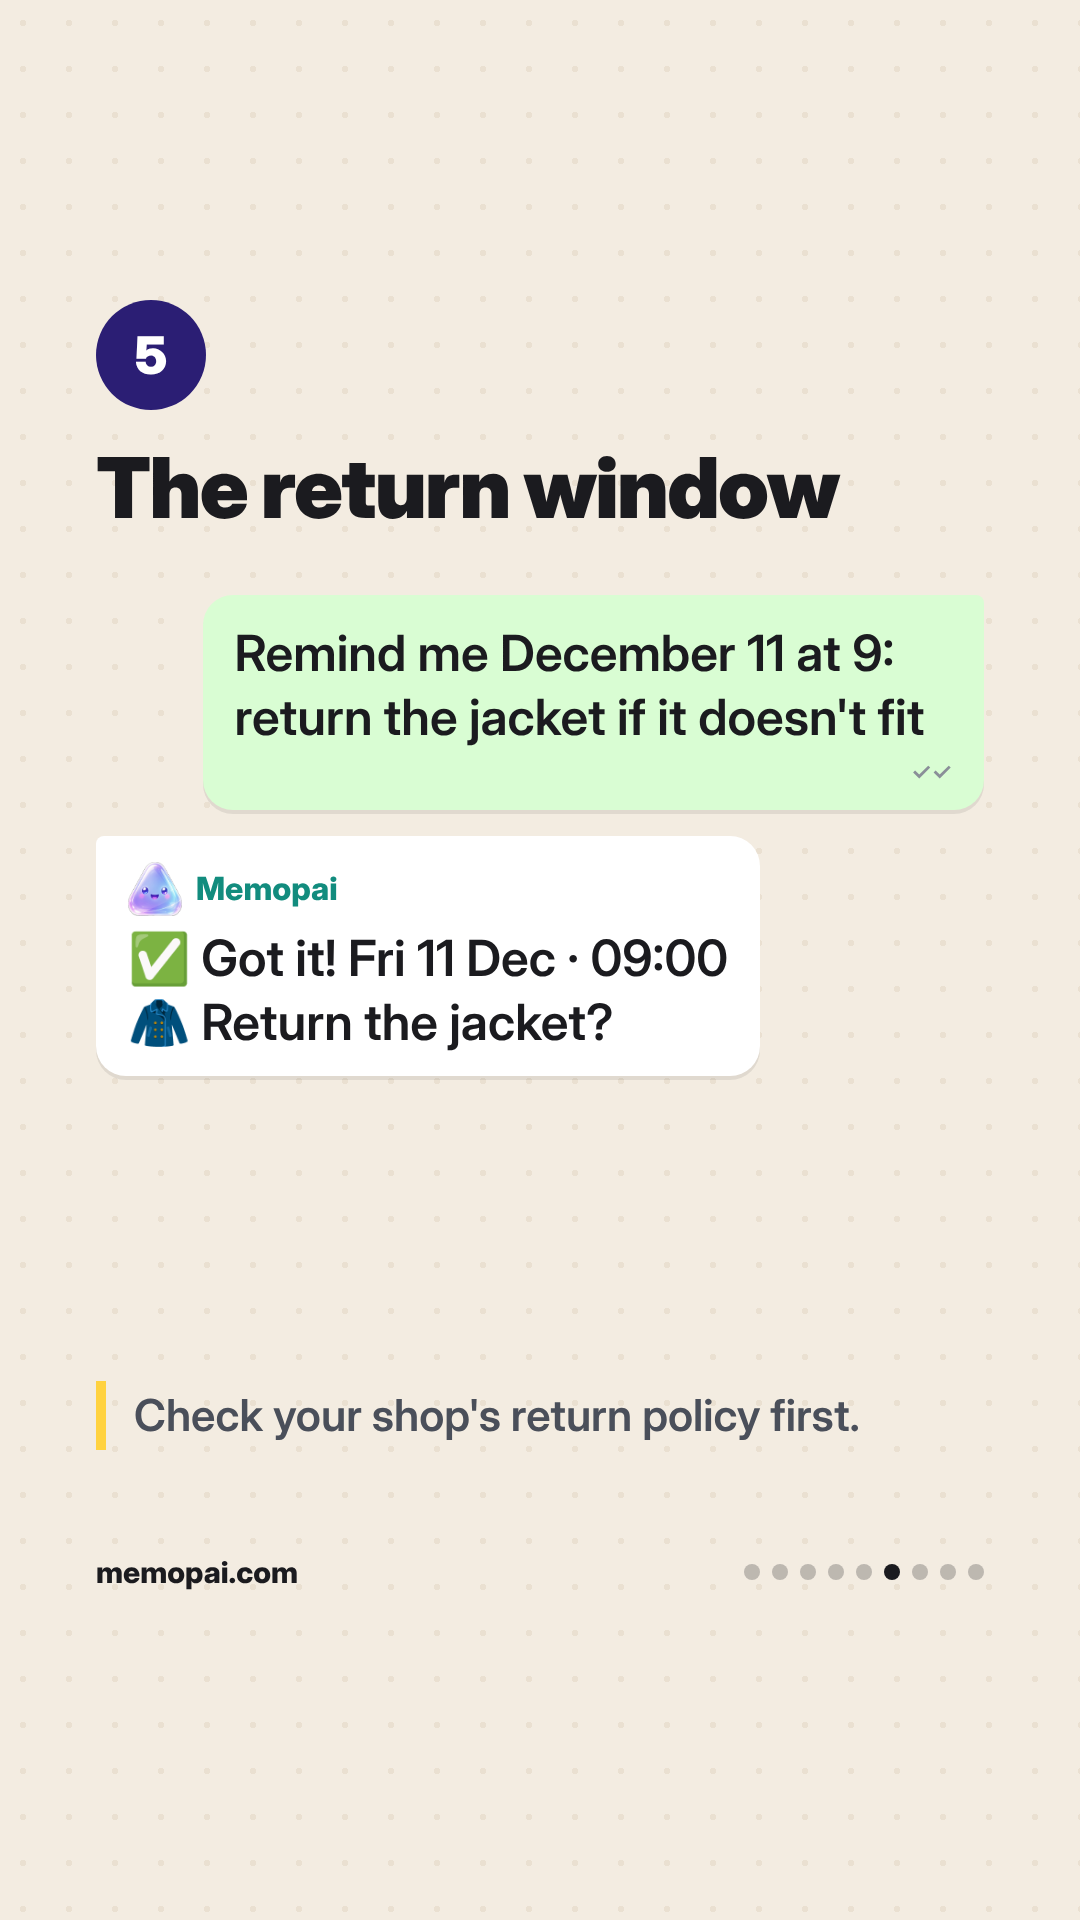 5
The return window
Remind me December 11 at 9:
return the jacket if it doesn't fit
Memopai
✅ Got it! Fri 11 Dec · 09:00
🧥 Return the jacket?
Check your shop's return policy first.
memopai.com